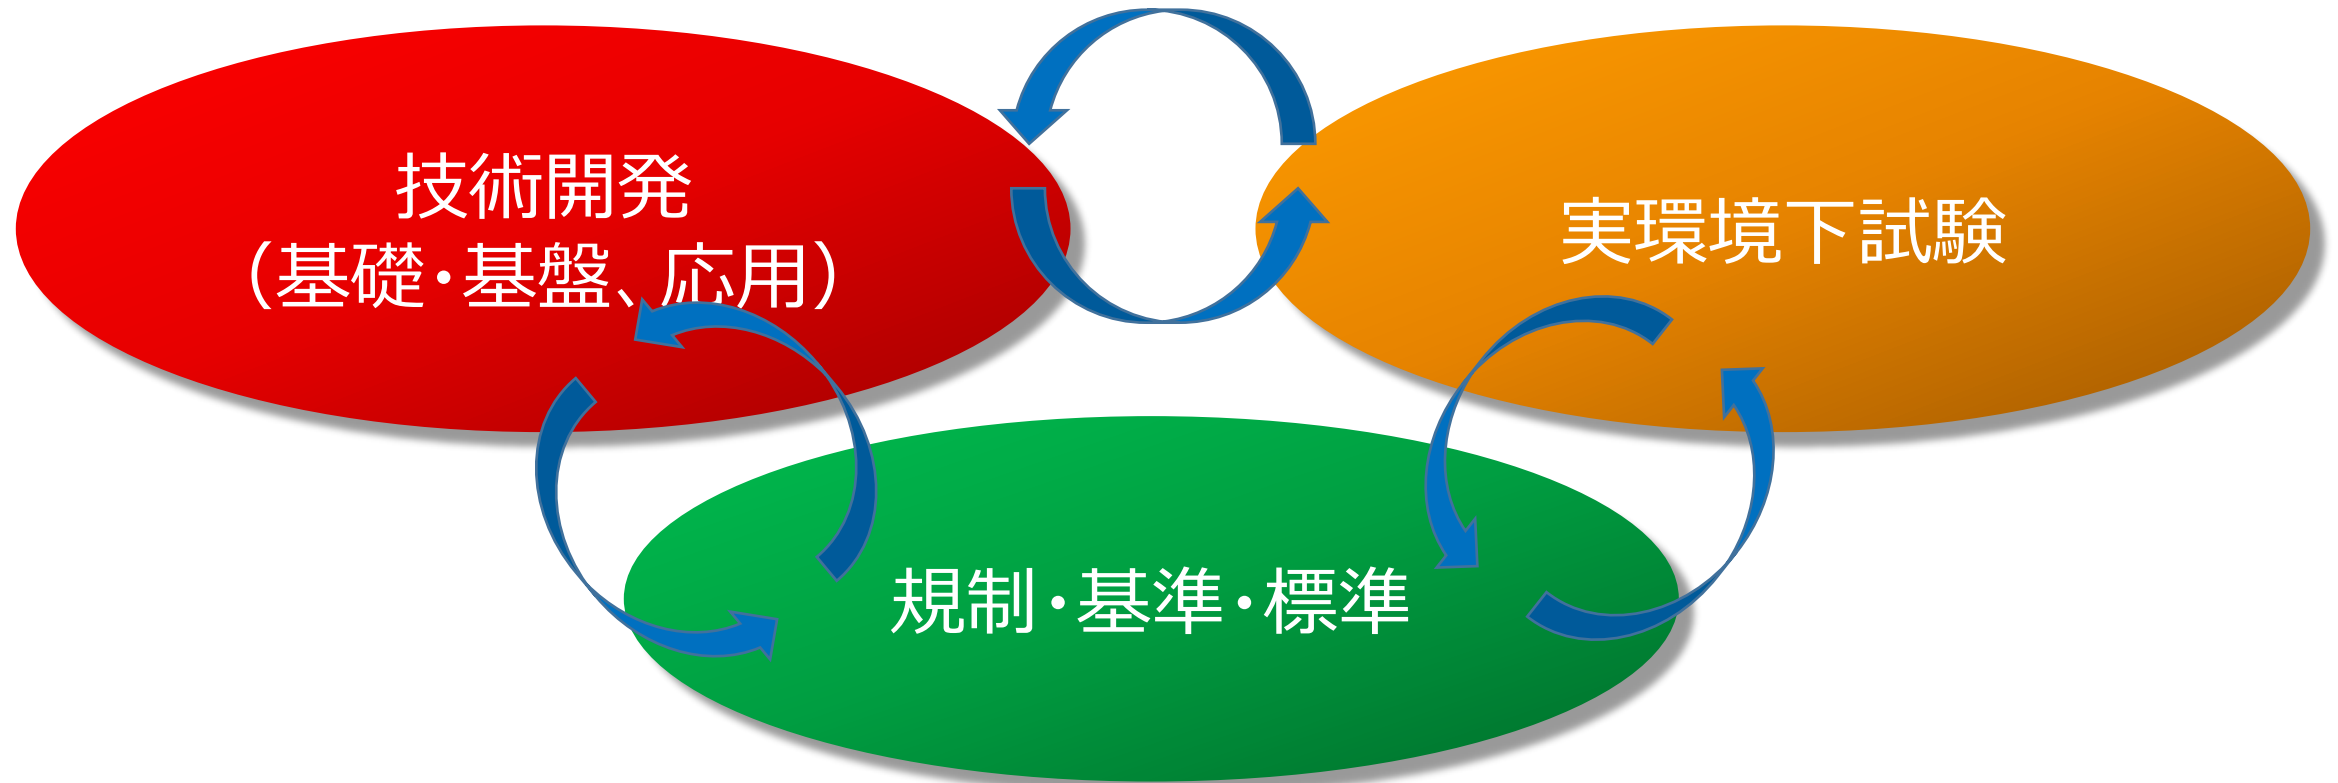 技術開発
（基礎・基盤、応用）
実環境下試験
規制・基準・標準